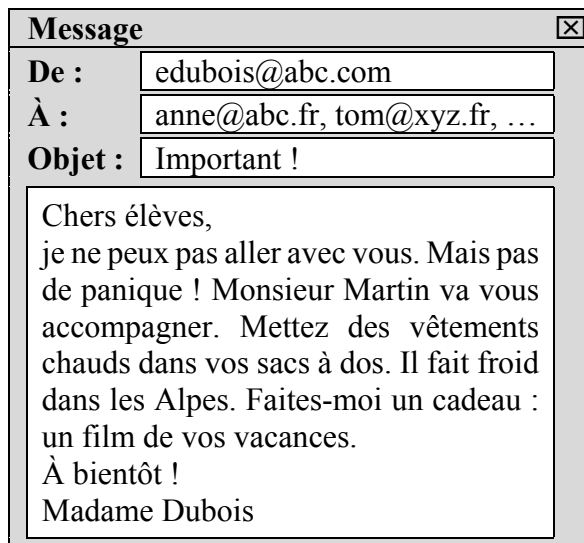 Message
De : edubois@abc.com
À : anne@abc.fr, tom@xyz.fr, …
Objet : Important !
Chers élèves,
je ne peux pas aller avec vous. Mais pas
de panique ! Monsieur Martin va vous
accompagner. Mettez des vêtements
chauds dans vos sacs à dos. Il fait froid
dans les Alpes. Faites-moi un cadeau :
un film de vos vacances.
À bientôt !
Madame Dubois